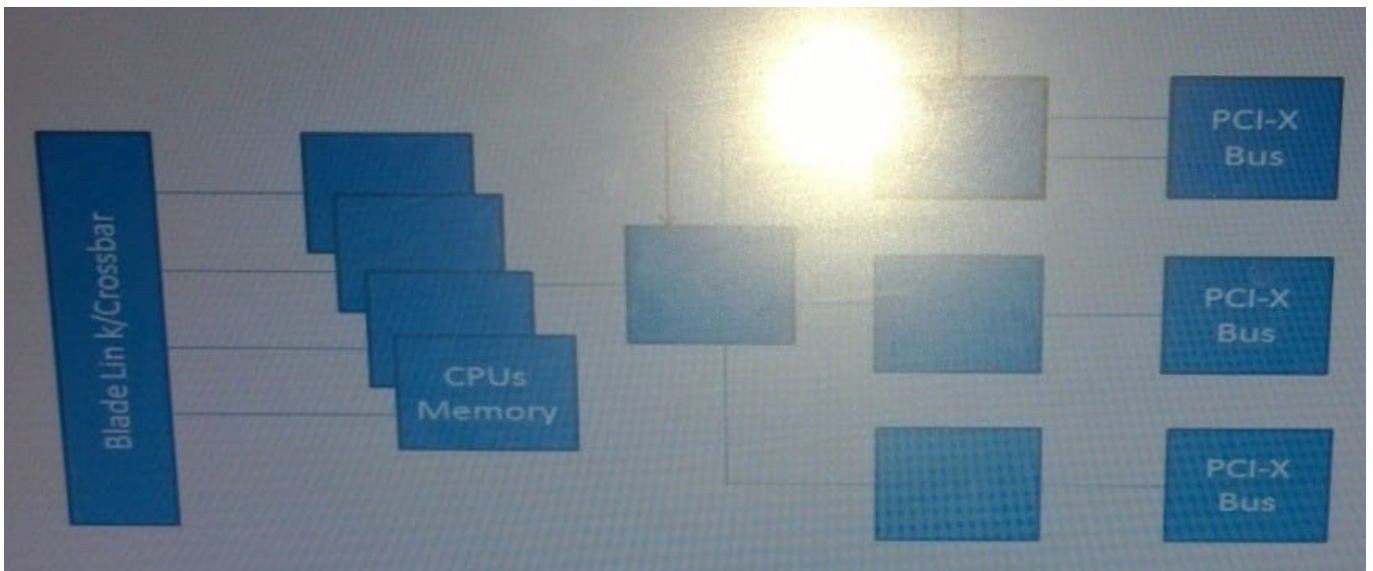 Blade Lin k/Crossbar
CPUs
Memory
PCI-X
Bus
PCI-X
Bus
PCI-X
Bus